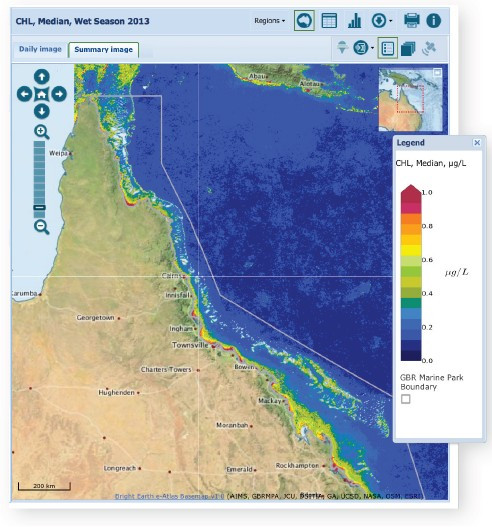 CHL, Median, Wet Season 2013
Regions
Daily image
Summary image
Abau
Alotau
Weipa
Legend
CHL, Median, µg/L
1.0
0.8
0.6
0.4
0.2
0.0
µg/L
GBR Marine Park
Boundary
Cairns
Innisfail
Karumba
Georgetown
Ingham
Townsville
Charters Towers
Bowen
Hughenden
Mackay
Moranbah
Longreach
Emerald
Rockhampton
200 km
Bright Earth e-Atlas Basemap v1.0 (AIMS, GBRMPA, JCU, DSITIA, GA, UCSD, NASA, OSM, ESRI)